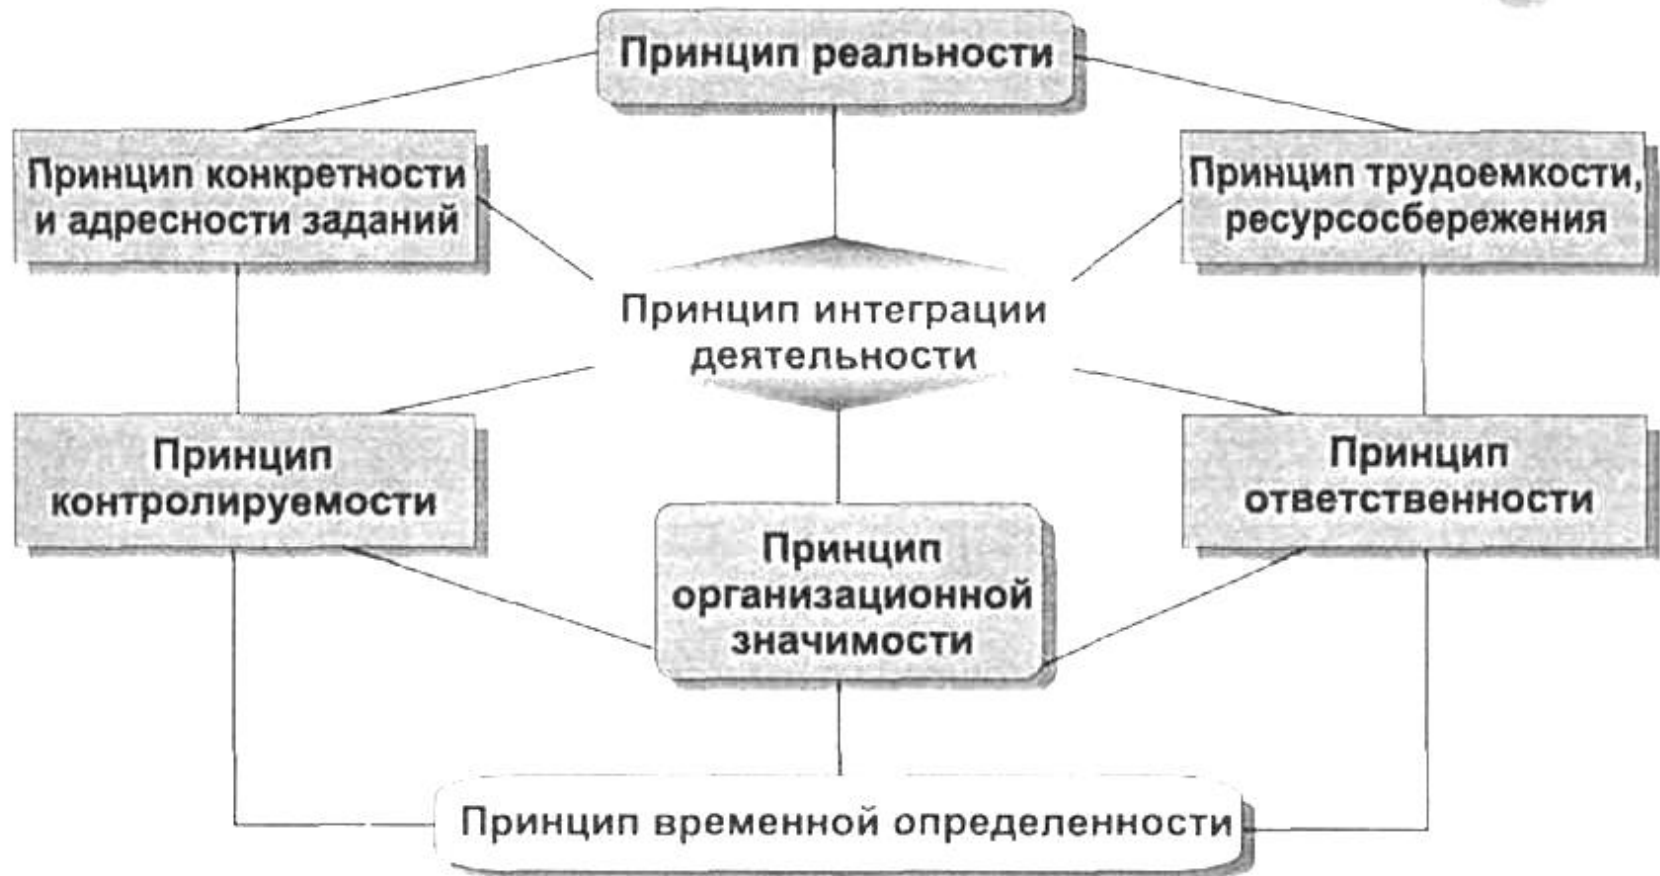 Принцип реальности
Принцип конкретности
и адресности заданий
Принцип трудоемкости,
ресурсосбережения
Принцип интеграции
деятельности
Принцип
контролируемости
Принцип
ответственности
Принцип
организационной
значимости
Принцип временной определенности